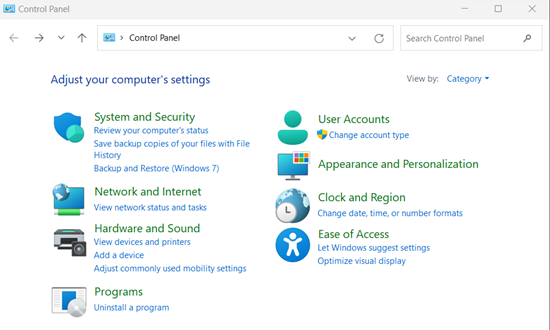 Control Panel
Control Panel
Search Control Panel
Adjust your computer's settings
View by: Category
System and Security
Review your computer's status
Save backup copies of your files with File
History
Backup and Restore (Windows 7)
Network and Internet
View network status and tasks
Hardware and Sound
View devices and printers
Add a device
Adjust commonly used mobility settings
Programs
Uninstall a program
User Accounts
Change account type
Appearance and Personalization
Clock and Region
Change date, time, or number formats
Ease of Access
Let Windows suggest settings
Optimize visual display